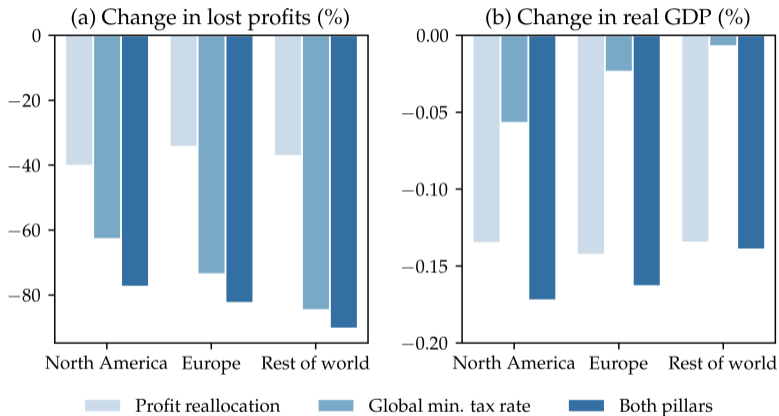 (a) Change in lost profits (%)
0
−20
−40
−60
−80
North America Europe Rest of world
(b) Change in real GDP (%)
0.00
−0.05
−0.10
−0.15
−0.20
North America Europe Rest of world
Profit reallocation Global min. tax rate Both pillars